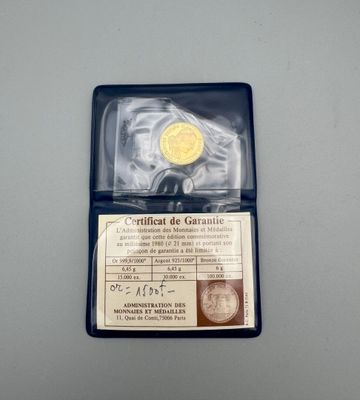 Certificat de Garantie
L'Administration des Monnaies et Médailles
garantit que cette édition commémorative
au millésime 1980 (∅ 21 mm) et portant son
poinçon de garantie a été limitée à :
Or 999,9/1000e Argent 925/1000e Bronze Florentin
6,45 g 6,45 g 6 g
15.000 ex. 30.000 ex. 100.000 ex.
or = 1500f -
ADMINISTRATION DES
MONNAIES ET MÉDAILLES
11, Quai de Conti, 75006 Paris